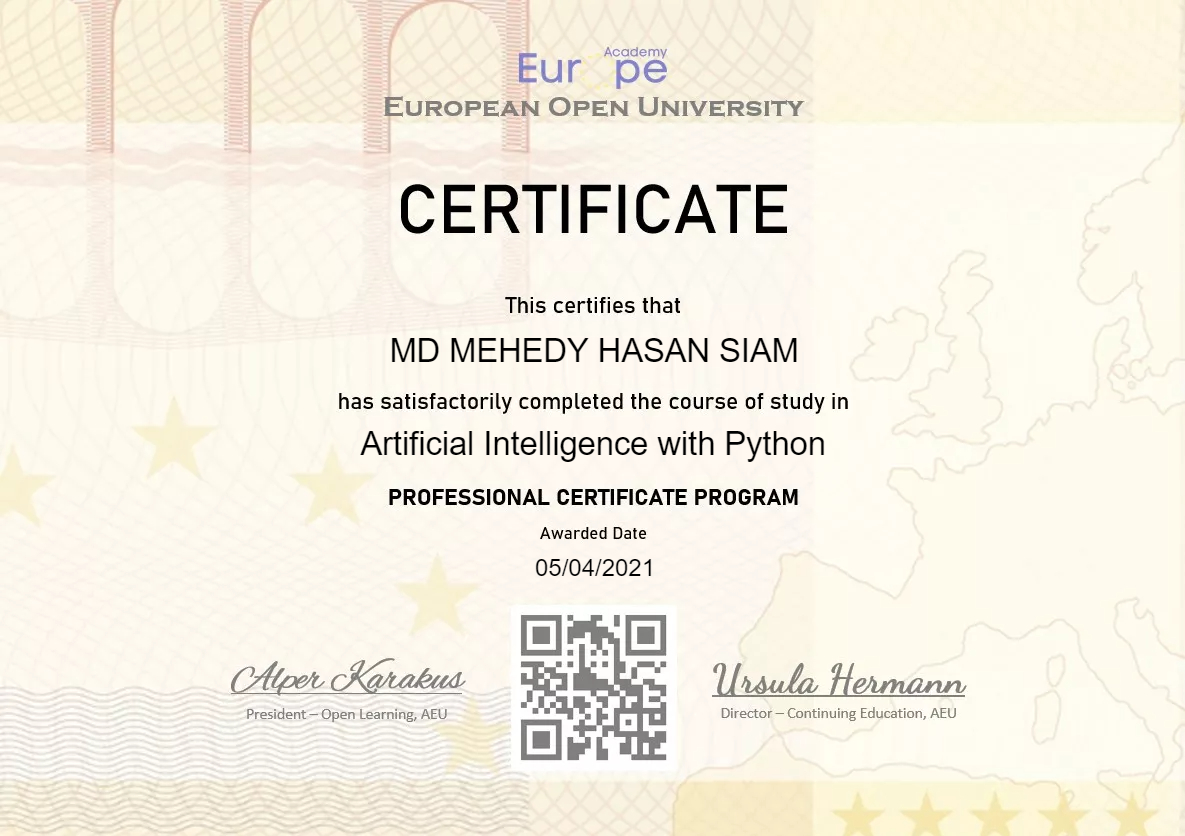 Academy
Europe
EUROPEAN OPEN UNIVERSITY
CERTIFICATE
This certifies that
MD MEHEDY HASAN SIAM
has satisfactorily completed the course of study in
Artificial Intelligence with Python
PROFESSIONAL CERTIFICATE PROGRAM
Awarded Date
05/04/2021
Alper Karakus
President – Open Learning, AEU
Ursula Hermann
Director – Continuing Education, AEU